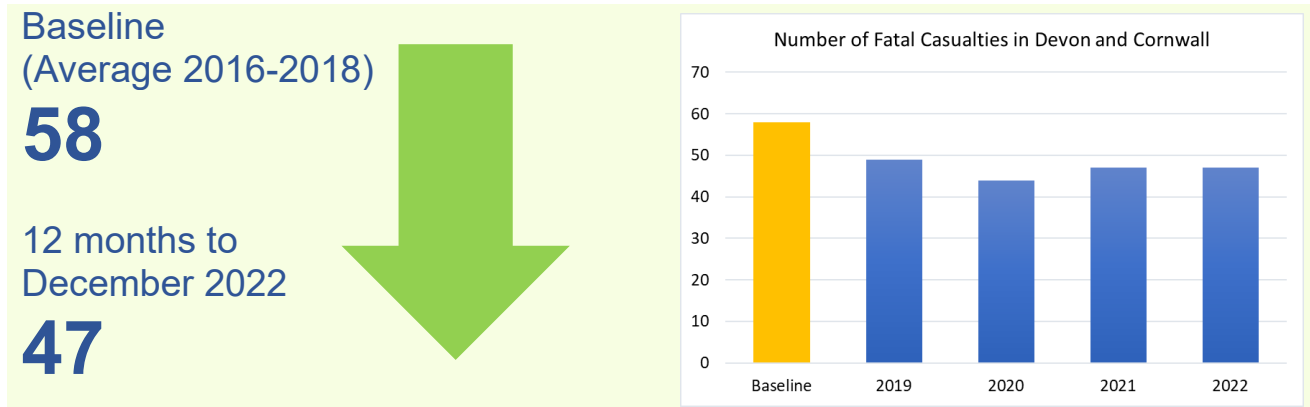 Baseline
(Average 2016-2018)
58
12 months to
December 2022
47
Number of Fatal Casualties in Devon and Cornwall
70
60
50
40
30
20
10
0
Baseline 2019 2020 2021 2022